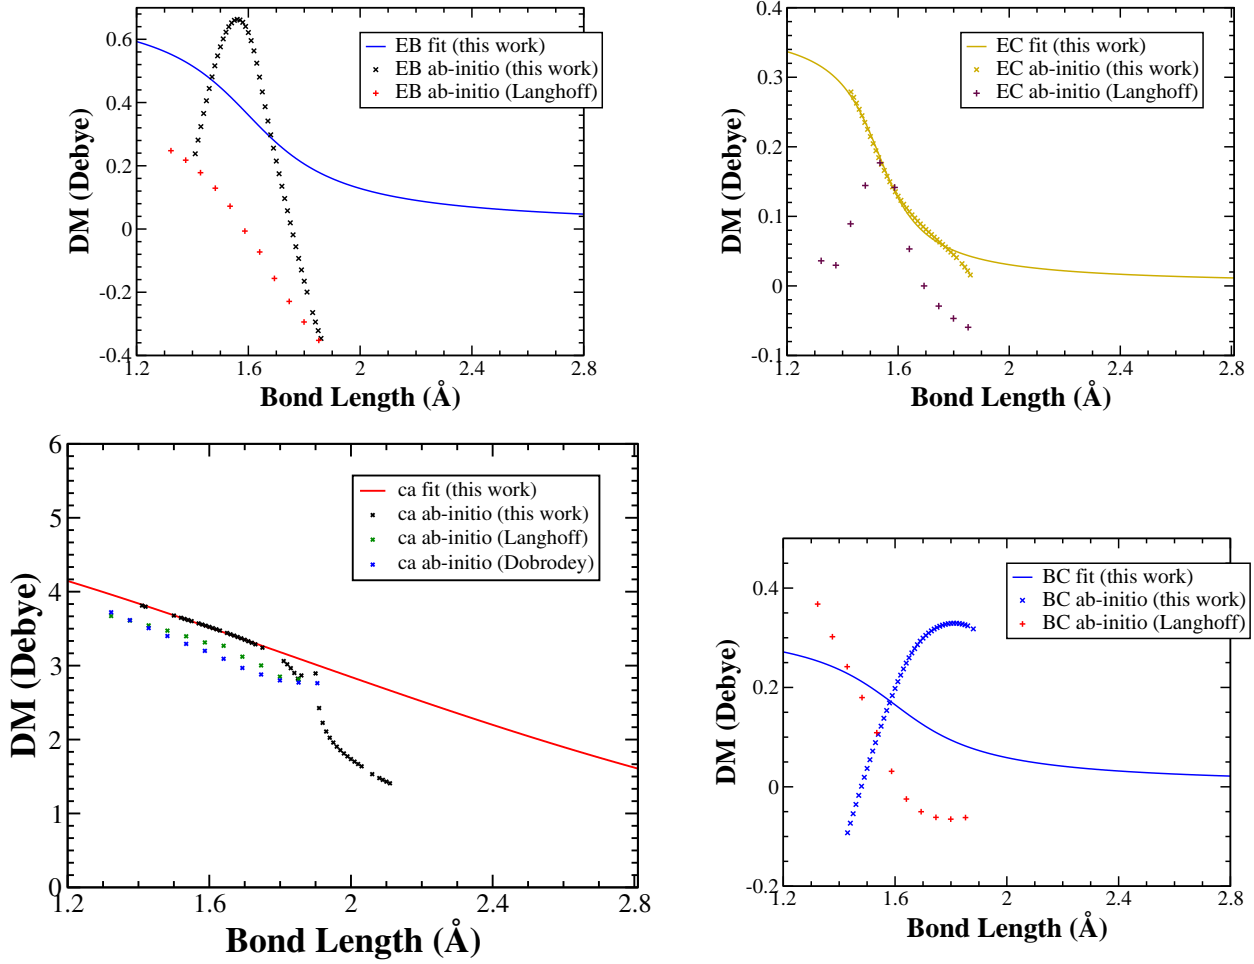 0.6
0.4
0.2
0
-0.2
-0.4
DM (Debye)
EB fit (this work)
EB ab-initio (this work)
EB ab-initio (Langhoff)
1.2
1.6
2
2.4
2.8
Bond Length (Å)
0.4
0.3
0.2
0.1
0
-0.1
DM (Debye)
EC fit (this work)
EC ab-initio (this work)
EC ab-initio (Langhoff)
1.2
1.6
2
2.4
2.8
Bond Length (Å)
6
5
4
3
2
1
0
DM (Debye)
ca fit (this work)
ca ab-initio (this work)
ca ab-initio (Langhoff)
ca ab-initio (Dobrodey)
1.2
1.6
2
2.4
2.8
Bond Length (Å)
0.4
0.2
0
-0.2
DM (Debye)
BC fit (this work)
BC ab-initio (this work)
BC ab-initio (Langhoff)
1.2
1.6
2
2.4
2.8
Bond Length (Å)